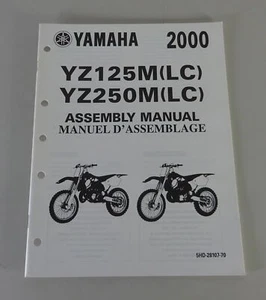 YAMAHA 2000
YZ125M(LC)
YZ250M(LC)
ASSEMBLY MANUAL
MANUEL D'ASSEMBLAGE
5HD-28107-70